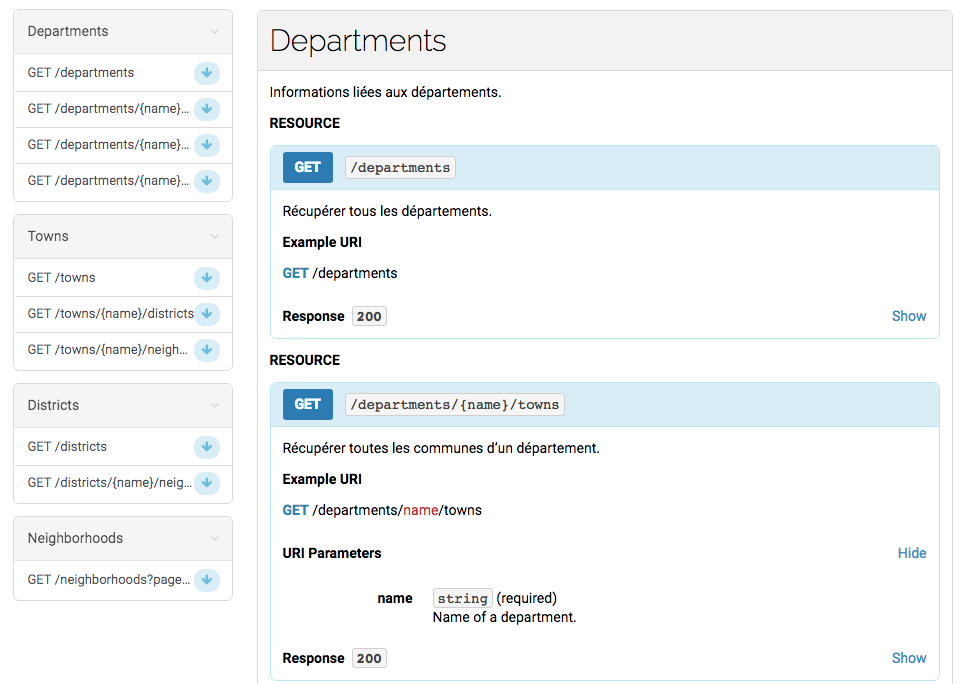 Departments
GET /departments
GET /departments/{name}...
GET /departments/{name}...
GET /departments/{name}...
Towns
GET /towns
GET /towns/{name}/districts
GET /towns/{name}/neigh...
Districts
GET /districts
GET /districts/{name}/neig...
Neighborhoods
GET /neighborhoods?page...
Departments
Informations liées aux départements.
RESOURCE
GET /departments
Récupérer tous les départements.
Example URI
GET /departments
Response 200 Show
RESOURCE
GET /departments/{name}/towns
Récupérer toutes les communes d’un département.
Example URI
GET /departments/name/towns
URI Parameters Hide
name string (required)
Name of a department.
Response 200 Show